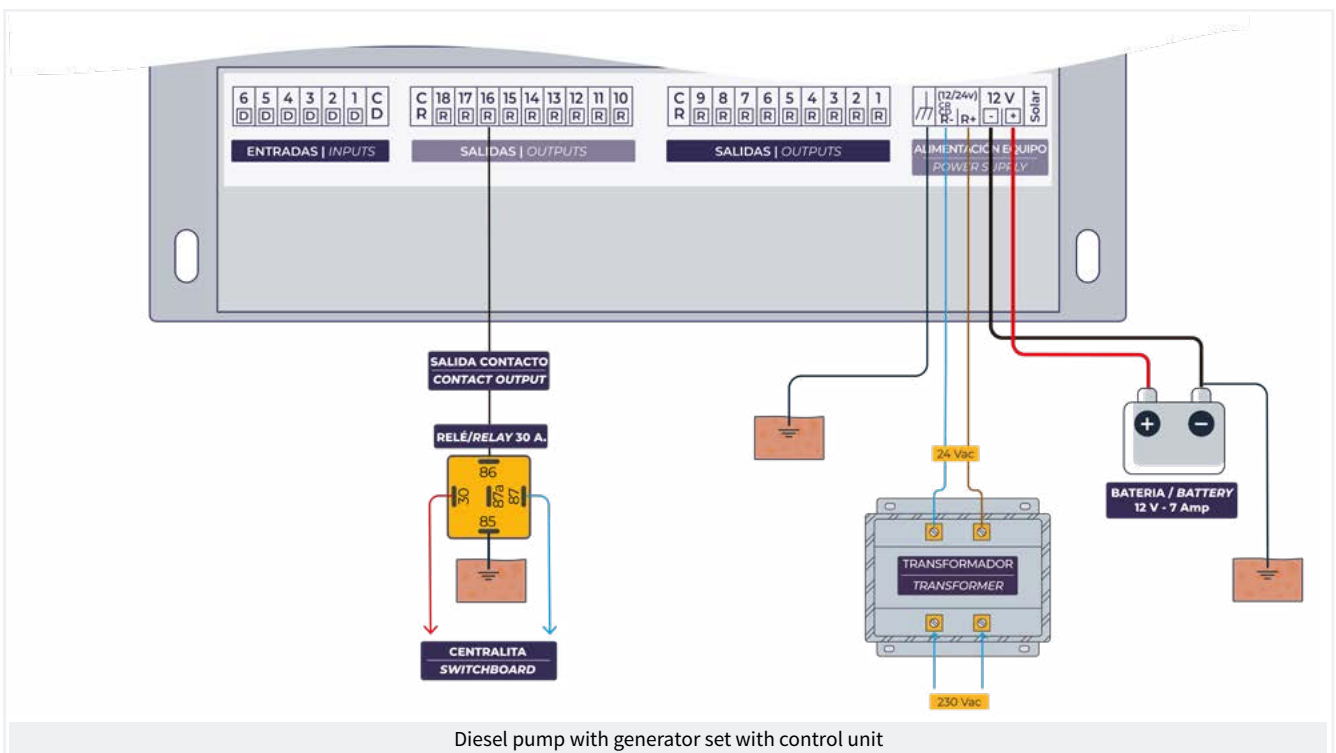 6 5 4 3 2 1 C
D D D D D D D
ENTRADAS | INPUTS
C 18 17 16 15 14 13 12 11 10
R R R R R R R R R R
SALIDAS | OUTPUTS
C 9 8 7 6 5 4 3 2 1
R R R R R R R R R R
SALIDAS | OUTPUTS
(12/24v) 12 V Solar
CR
R- R+ - +
ALIMENTACIÓN EQUIPO
POWER SUPPLY
SALIDA CONTACTO
CONTACT OUTPUT
RELÉ/RELAY 30 A.
86
30 87a 87
85
CENTRALITA
SWITCHBOARD
24 Vac
TRANSFORMADOR
TRANSFORMER
230 Vac
+ −
BATERIA / BATTERY
12 V - 7 Amp
Diesel pump with generator set with control unit